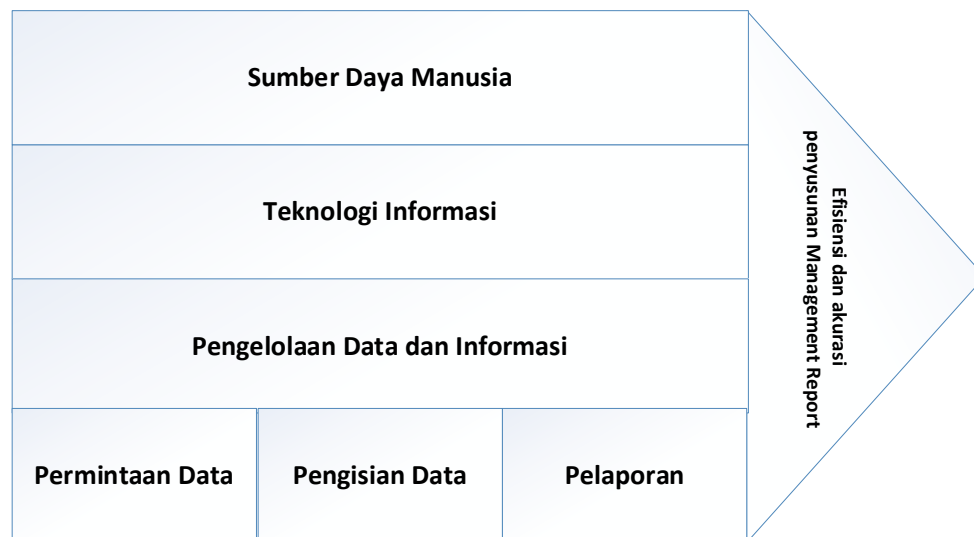 Sumber Daya Manusia
Teknologi Informasi
Pengelolaan Data dan Informasi
Permintaan Data
Pengisian Data
Pelaporan
Efisiensi dan akurasi
penyusunan Management Report